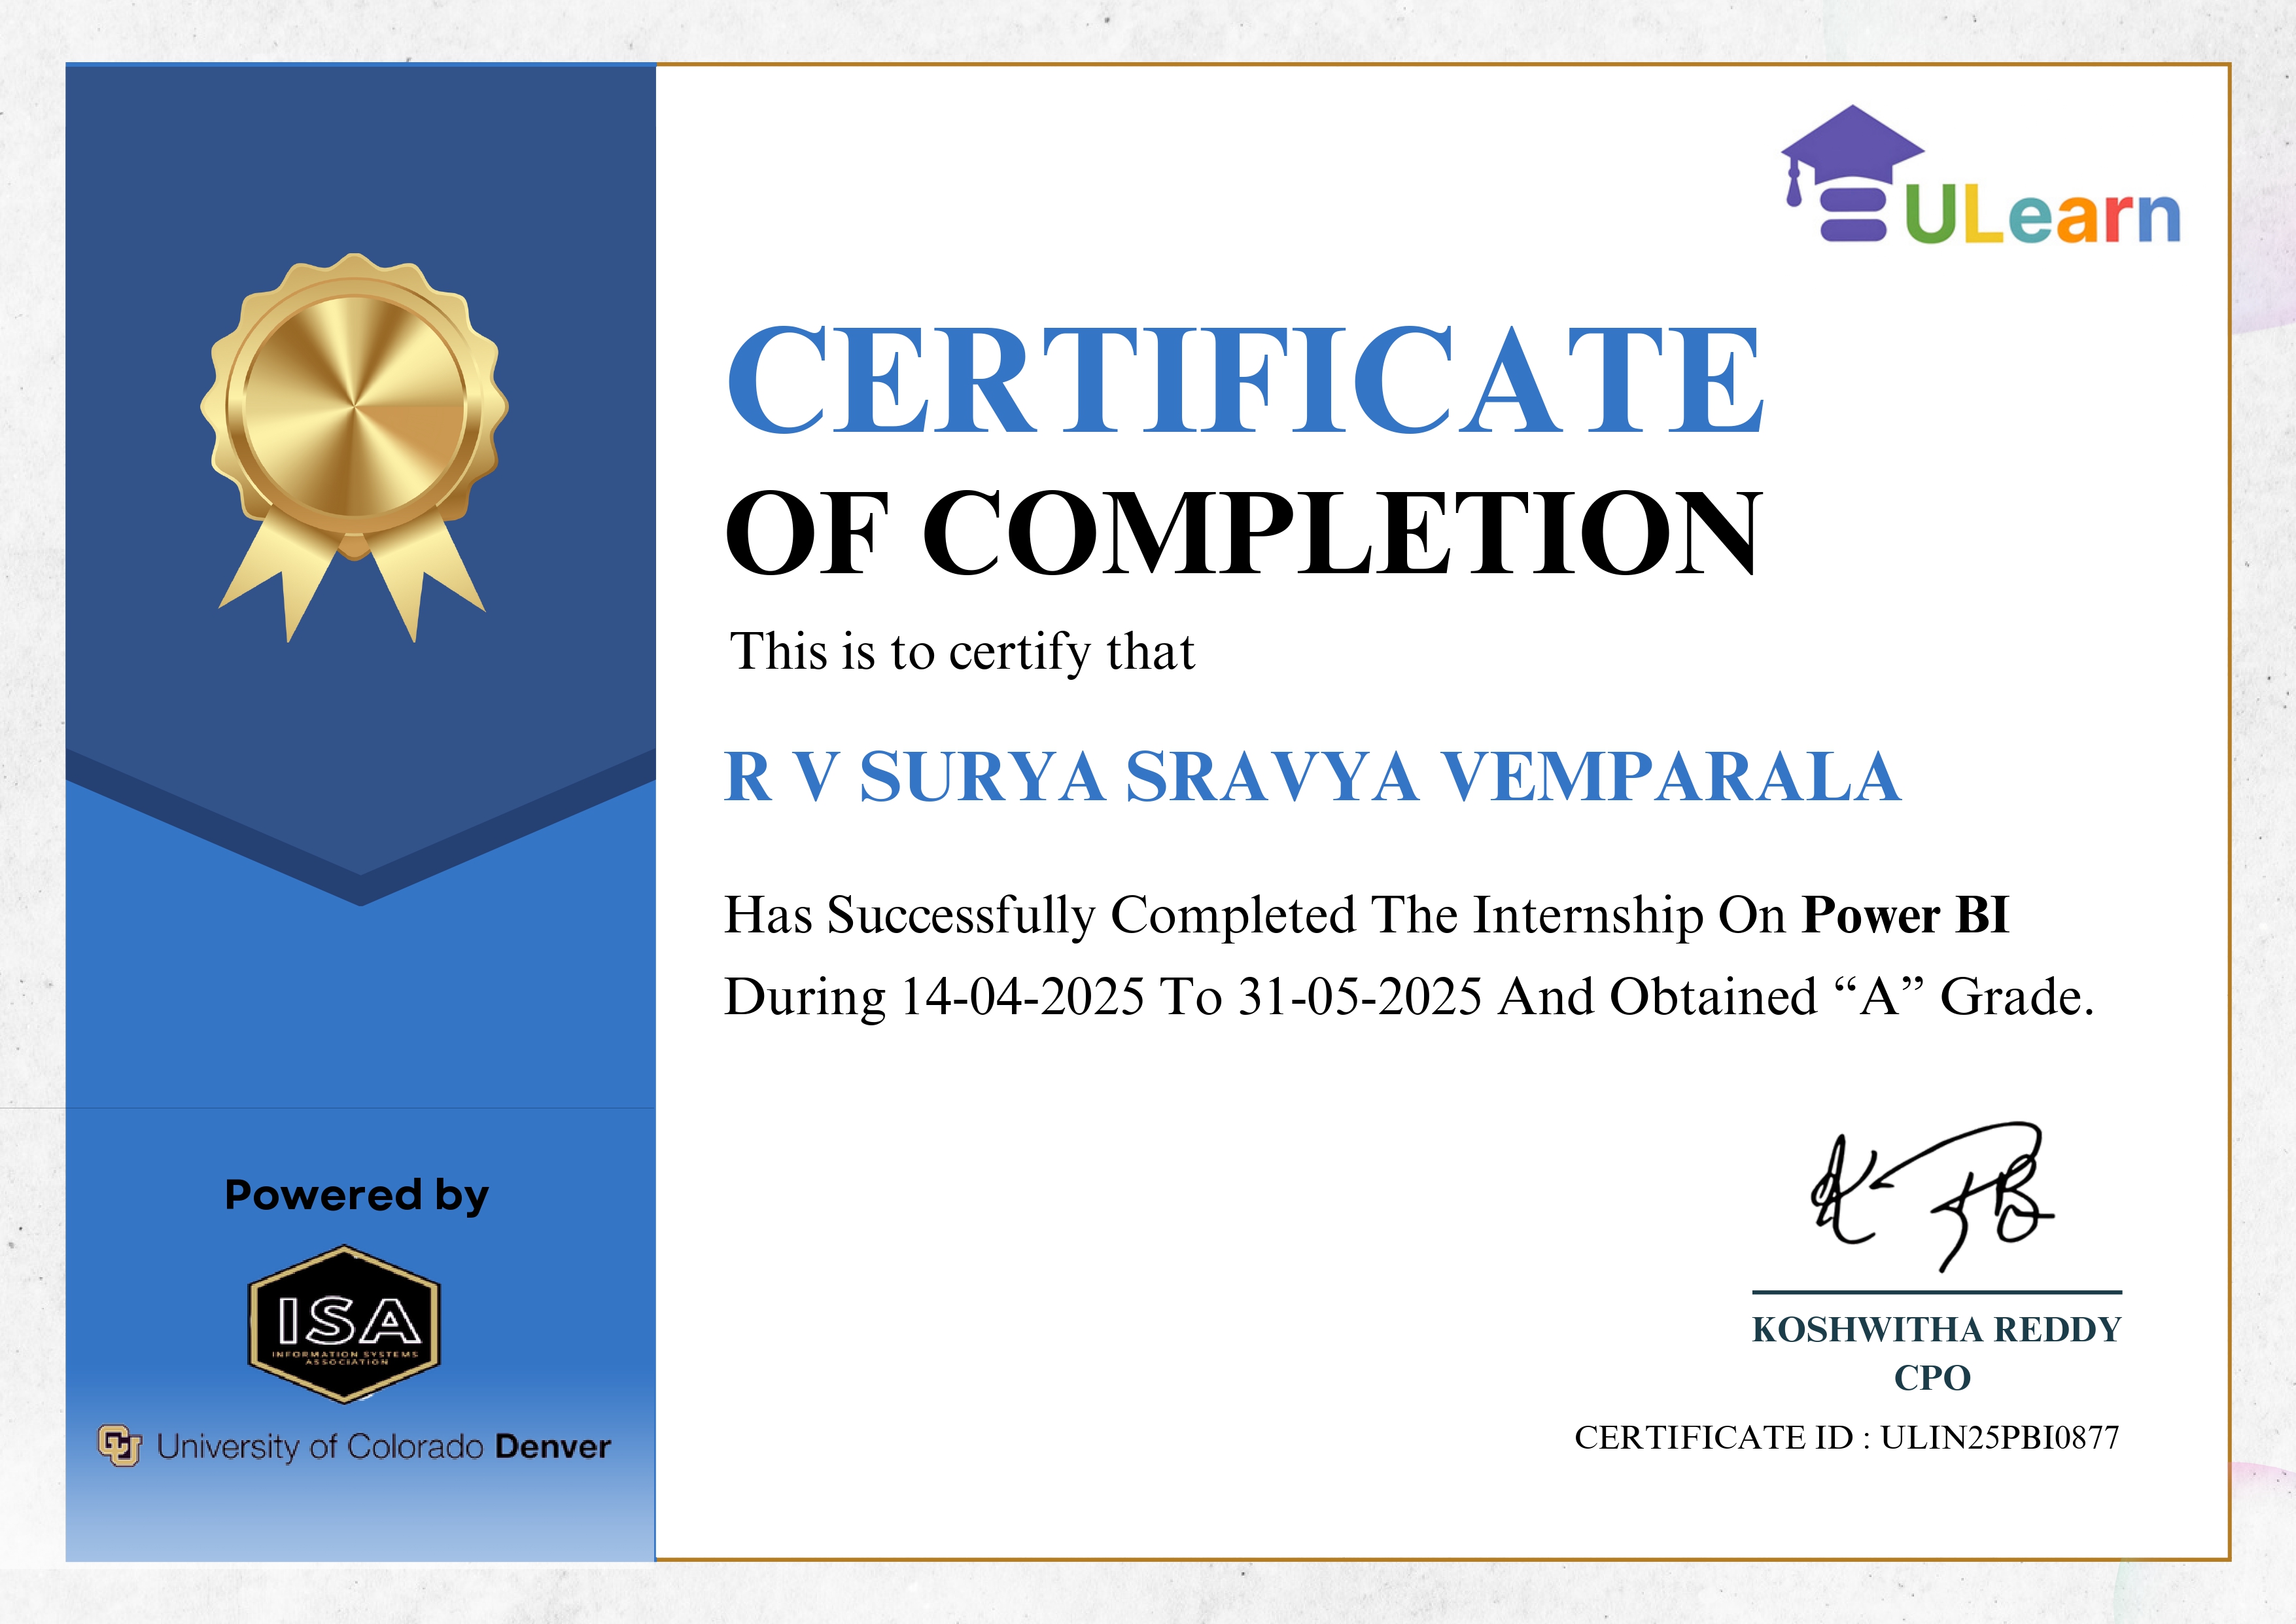 ULearn
CERTIFICATE
OF COMPLETION
This is to certify that
R V SURYA SRAVYA VEMPARALA
Has Successfully Completed The Internship On Power BI
During 14-04-2025 To 31-05-2025 And Obtained “A” Grade.
Powered by
ISA
INFORMATION SYSTEMS
ASSOCIATION
CU University of Colorado Denver
KOSHWITHA REDDY
CPO
CERTIFICATE ID : ULIN25PBI0877